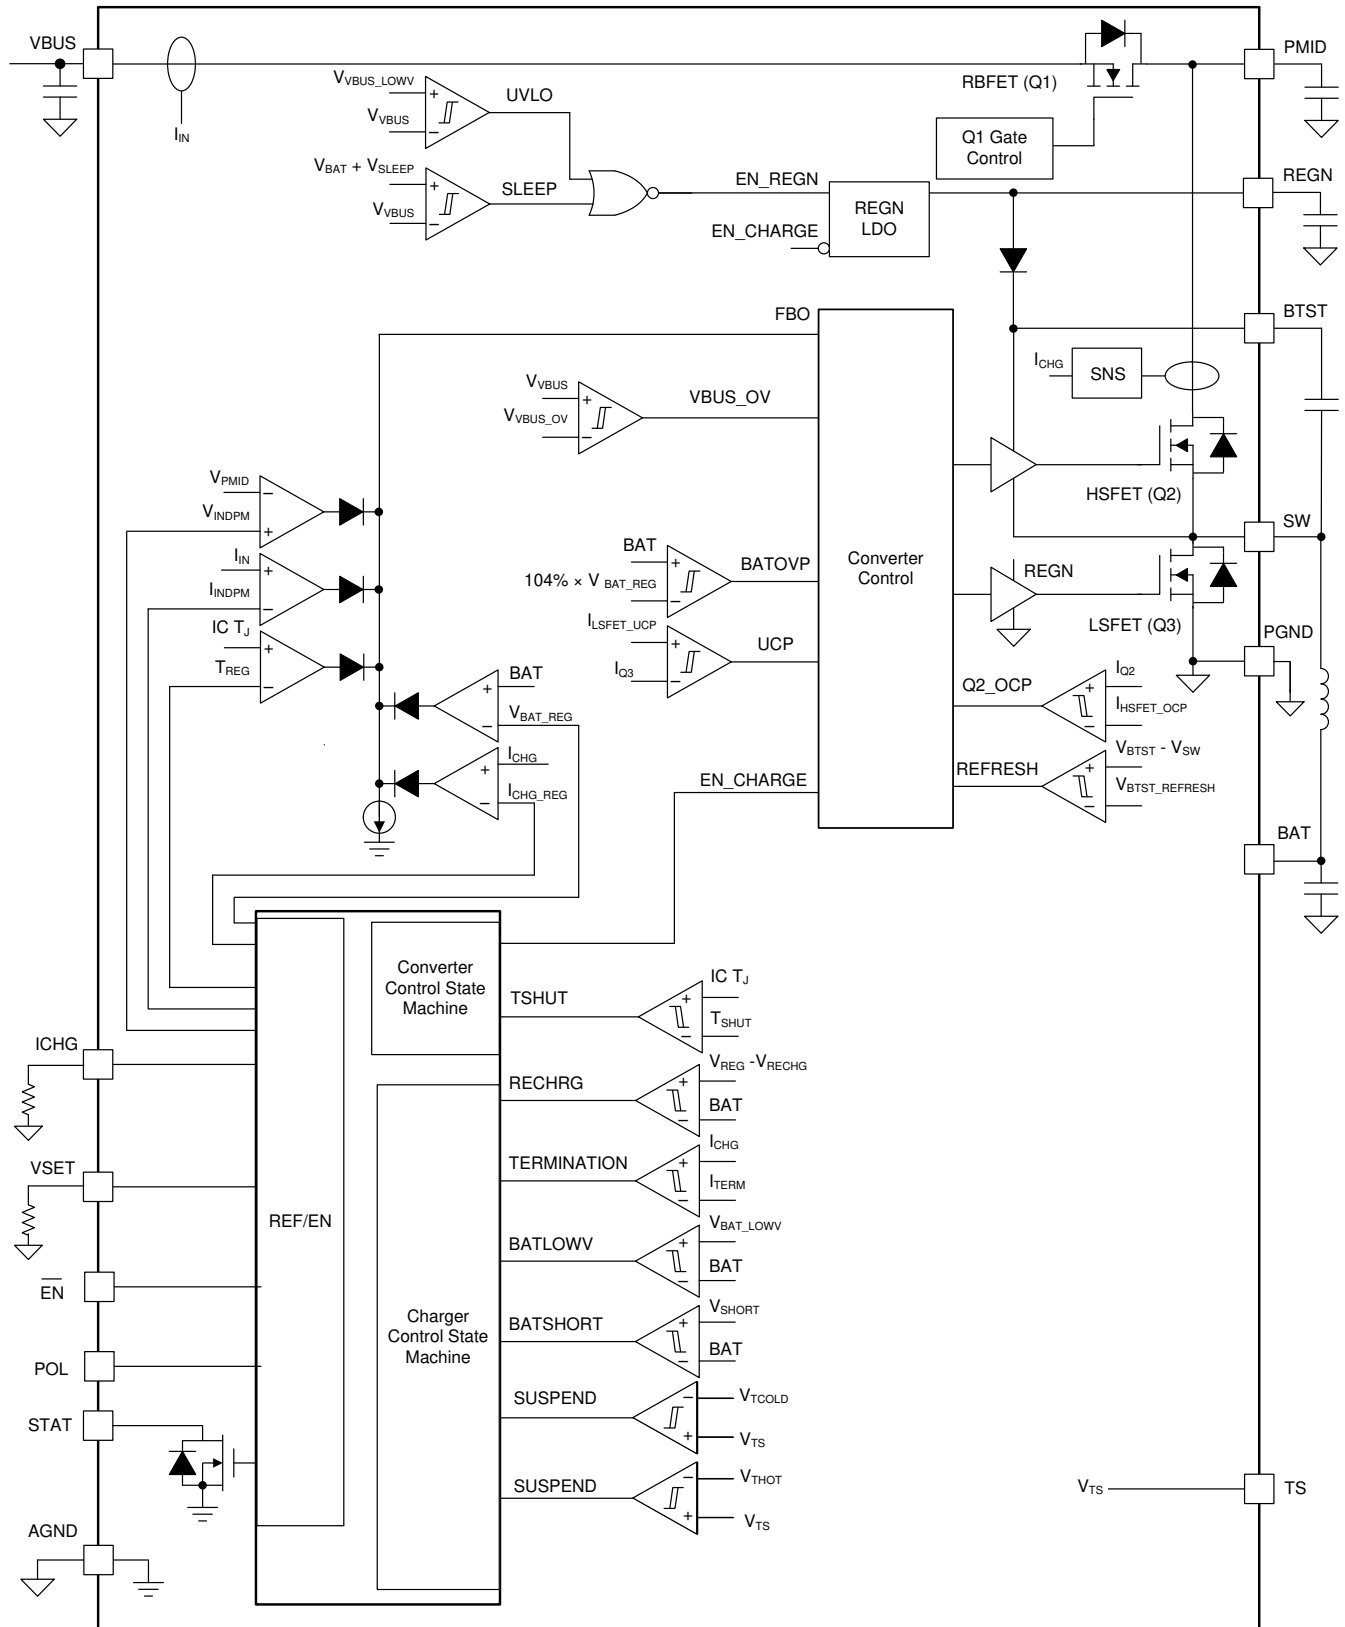 VBUS
I_IN
V_VBUS_LOWV
+
V_VBUS
−
UVLO
V_BAT + V_SLEEP
+
V_VBUS
−
SLEEP
EN_REGN
EN_CHARGE
REGN
LDO
RBFET (Q1)
Q1 Gate
Control
PMID
REGN
BTST
FBO
I_CHG
SNS
V_VBUS
+
V_VBUS_OV
−
VBUS_OV
HSFET (Q2)
SW
V_PMID
−
V_INDPM
+
I_IN
+
I_INDPM
−
IC T_J
+
T_REG
−
BAT
+
104% × V_BAT_REG
−
BATOVP
I_LSFET_UCP
+
I_Q3
−
UCP
Converter
Control
REGN
LSFET (Q3)
PGND
BAT
+
V_BAT_REG
−
I_CHG
+
I_CHG_REG
−
EN_CHARGE
Q2_OCP
I_Q2
+
I_HSFET_OCP
−
REFRESH
V_BTST - V_SW
+
V_BTST_REFRESH
−
BAT
Converter
Control State
Machine
TSHUT
IC T_J
+
T_SHUT
−
RECHRG
V_REG -V_RECHG
+
BAT
−
TERMINATION
I_CHG
+
I_TERM
−
BATLOWV
V_BAT_LOWV
+
BAT
−
BATSHORT
V_SHORT
+
BAT
−
SUSPEND
V_TCOLD
−
V_TS
+
SUSPEND
V_THOT
−
V_TS
+
Charger
Control State
Machine
REF/EN
ICHG
VSET
E̅N̅
POL
STAT
AGND
V_TS
TS